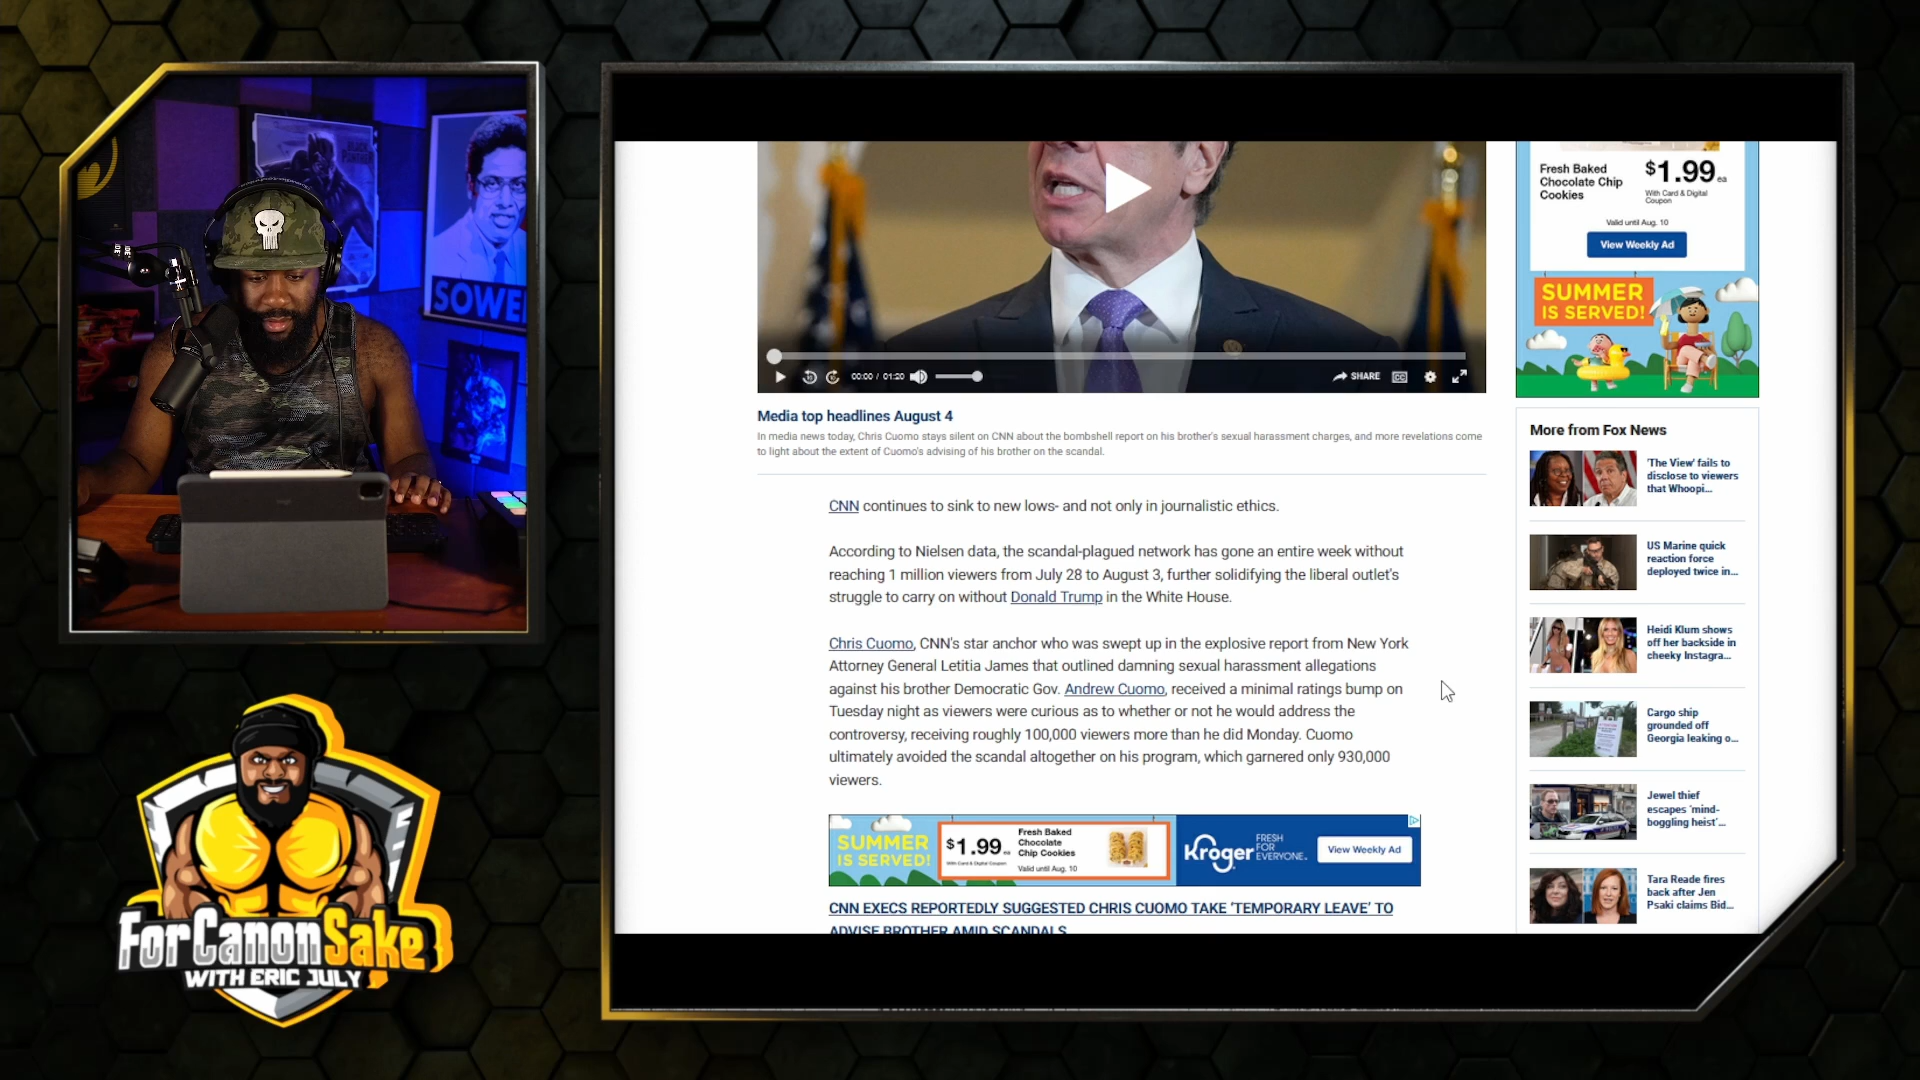 BLACK
PANTHER
SOWE
ForCanonSake
WITH ERIC JULY
00:00 / 01:20
SHARE
CC
Media top headlines August 4
In media news today, Chris Cuomo stays silent on CNN about the bombshell report on his brother's sexual harassment charges, and more revelations come
to light about the extent of Cuomo's advising of his brother on the scandal.
CNN continues to sink to new lows- and not only in journalistic ethics.
According to Nielsen data, the scandal-plagued network has gone an entire week without
reaching 1 million viewers from July 28 to August 3, further solidifying the liberal outlet's
struggle to carry on without Donald Trump in the White House.
Chris Cuomo, CNN's star anchor who was swept up in the explosive report from New York
Attorney General Letitia James that outlined damning sexual harassment allegations
against his brother Democratic Gov. Andrew Cuomo, received a minimal ratings bump on
Tuesday night as viewers were curious as to whether or not he would address the
controversy, receiving roughly 100,000 viewers more than he did Monday. Cuomo
ultimately avoided the scandal altogether on his program, which garnered only 930,000
viewers.
SUMMER
IS SERVED!
$1.99 ea
With Card & Digital Coupon
Fresh Baked
Chocolate
Chip Cookies
Valid until Aug. 10
Kroger
FRESH
FOR
EVERYONE.
View Weekly Ad
CNN EXECS REPORTEDLY SUGGESTED CHRIS CUOMO TAKE 'TEMPORARY LEAVE' TO
ADVISE BROTHER AMID SCANDALS
Fresh Baked
Chocolate Chip
Cookies
$1.99 ea
With Card & Digital
Coupon
Valid until Aug. 10
View Weekly Ad
SUMMER
IS SERVED!
More from Fox News
'The View' fails to
disclose to viewers
that Whoopi...
US Marine quick
reaction force
deployed twice in...
Heidi Klum shows
off her backside in
cheeky Instagra...
Cargo ship
grounded off
Georgia leaking o...
Jewel thief
escapes 'mind-
boggling heist'...
Tara Reade fires
back after Jen
Psaki claims Bid...